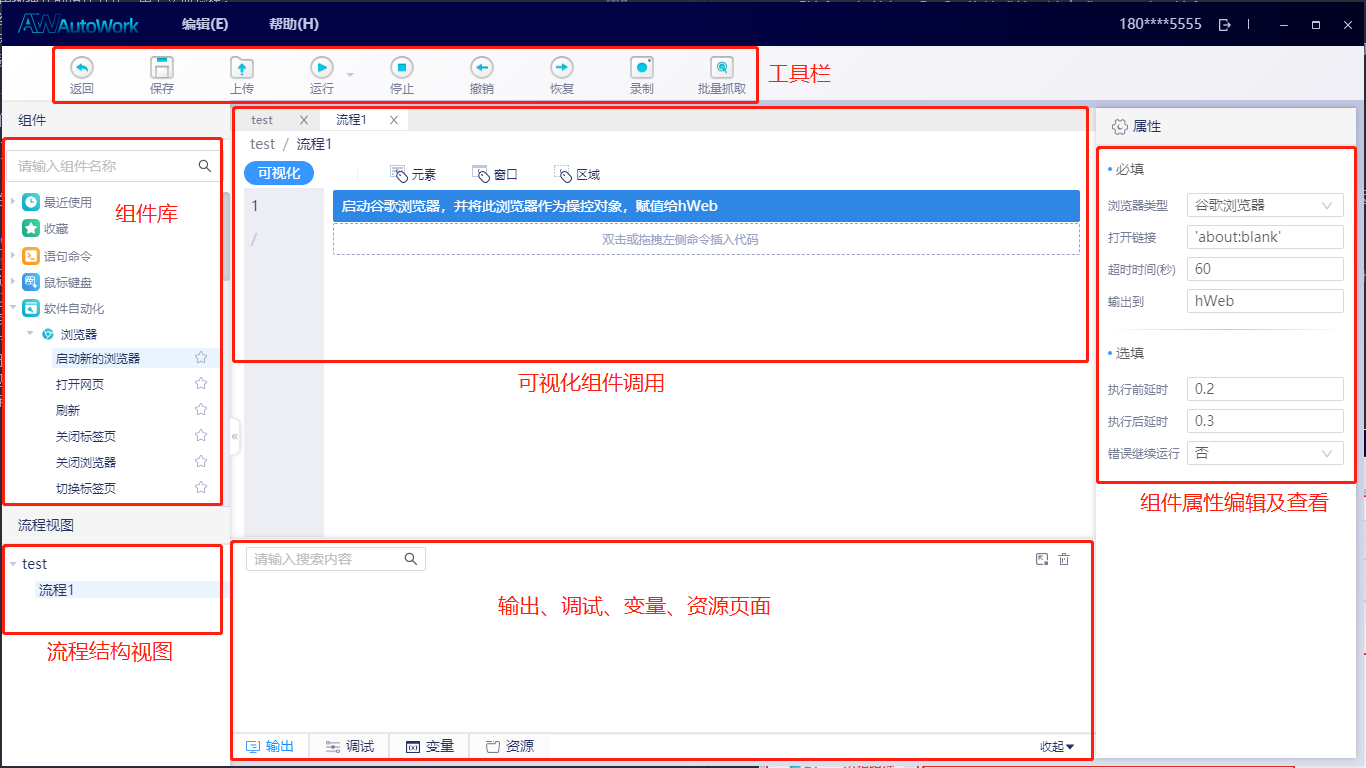 AWAutoWork 编辑(E) 帮助(H) 180****5555
返回 保存 上传 运行 停止 撤销 恢复 录制 批量抓取 工具栏
组件
请输入组件名称
最近使用
收藏
语句命令
鼠标键盘
软件自动化
浏览器
启动新的浏览器
打开网页
刷新
关闭标签页
关闭浏览器
切换标签页
组件库
流程视图
test
流程1
流程结构视图
test 流程1
test / 流程1
可视化 元素 窗口 区域
1 启动谷歌浏览器，并将此浏览器作为操控对象，赋值给hWeb
/ 双击或拖拽左侧命令插入代码
可视化组件调用
请输入搜索内容
输出、调试、变量、资源页面
输出 调试 变量 资源 收起
属性
必填
浏览器类型 谷歌浏览器
打开链接 'about:blank'
超时时间(秒) 60
输出到 hWeb
选填
执行前延时 0.2
执行后延时 0.3
错误继续运行 否
组件属性编辑及查看